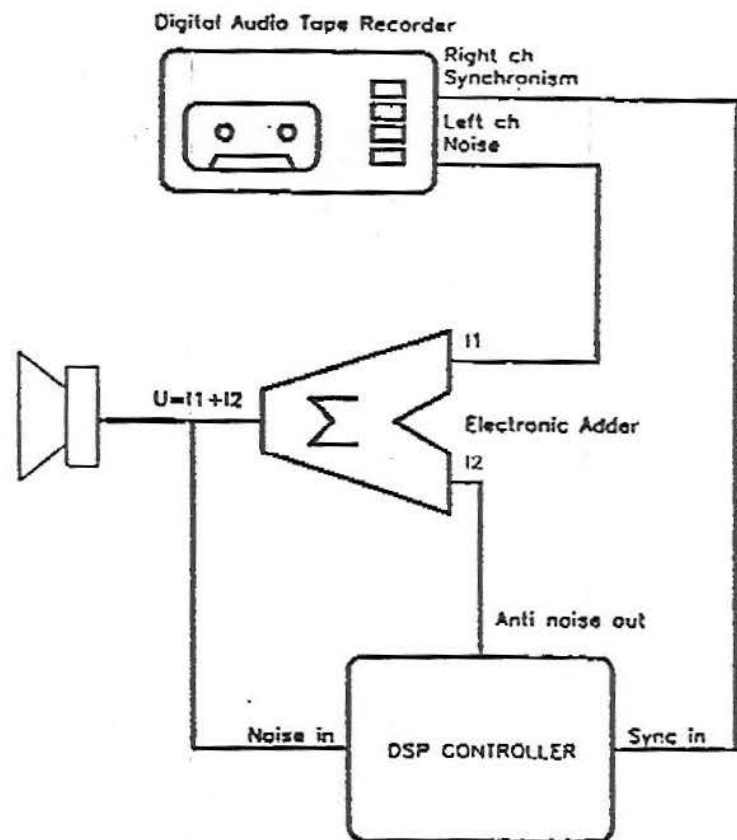 Digital Audio Tape Recorder
Right ch
Synchronism
Left ch
Noise
I1
U=I1+I2
Σ
Electronic Adder
I2
Anti noise out
Noise in
DSP CONTROLLER
Sync in